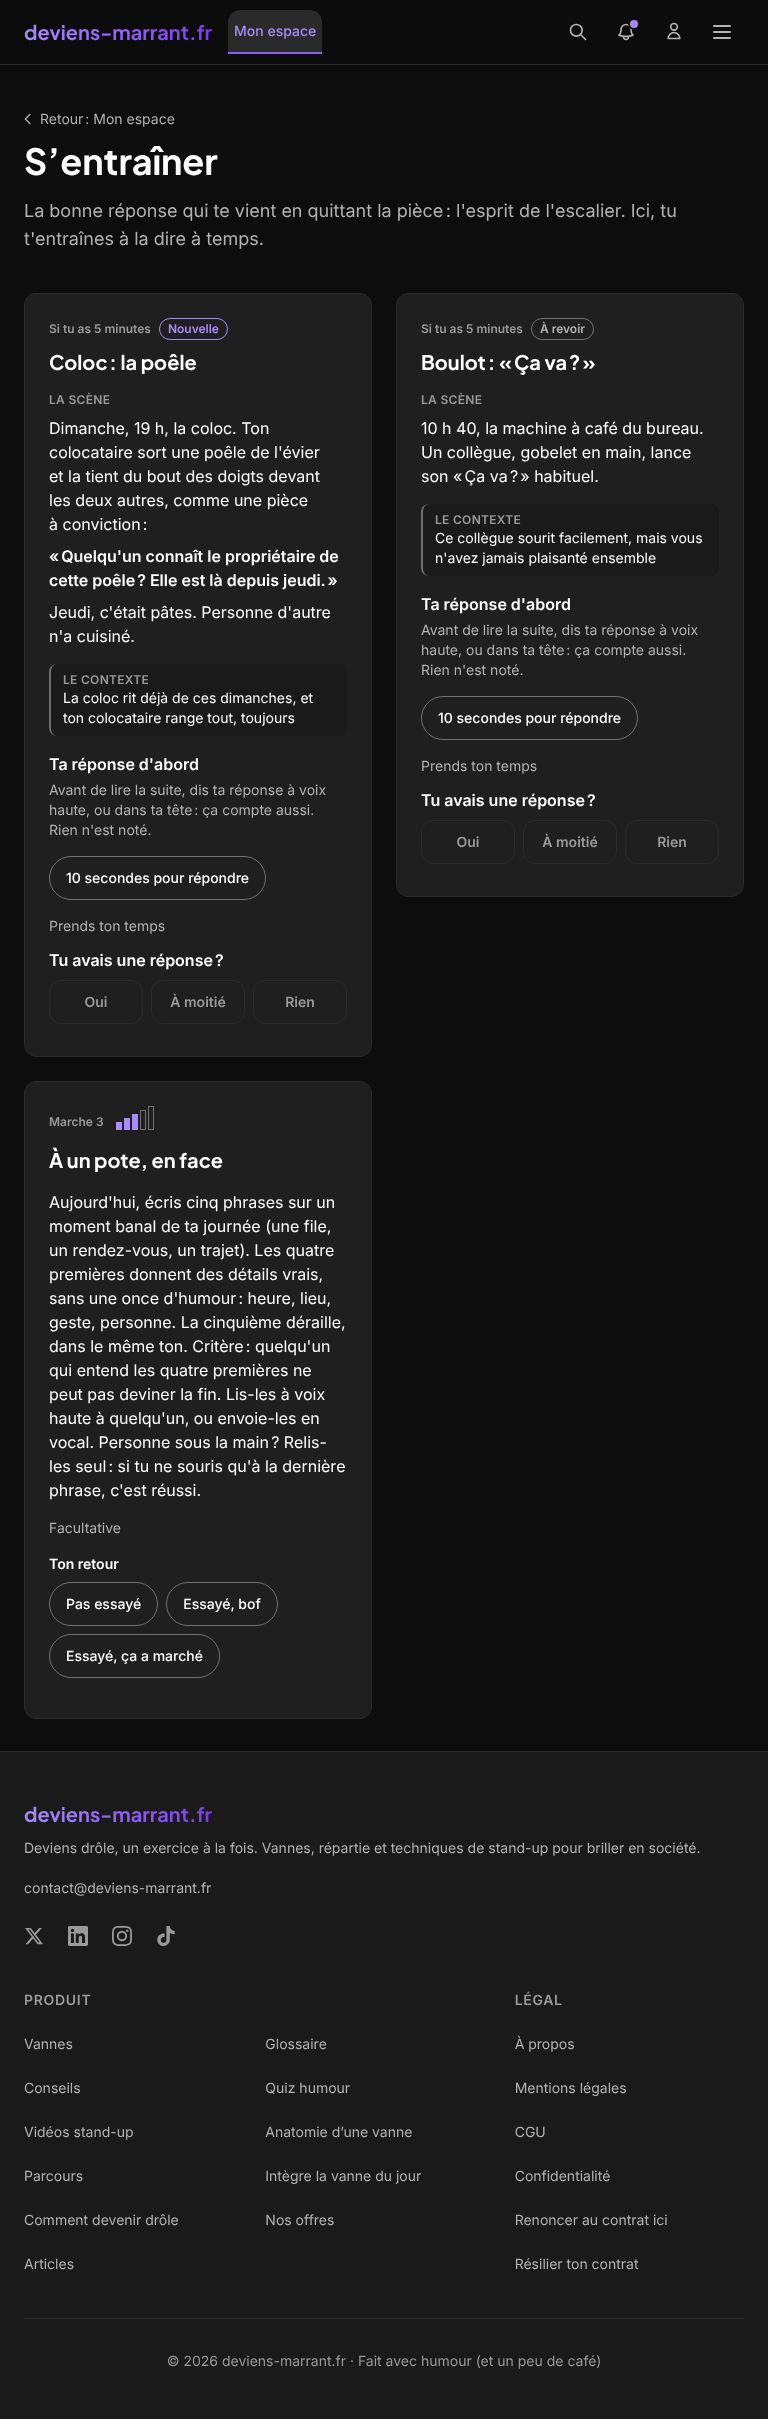 deviens-marrant.fr
Mon espace
Retour : Mon espace
S’entraîner
La bonne réponse qui te vient en quittant la pièce : l'esprit de l'escalier. Ici, tu
t'entraînes à la dire à temps.
Si tu as 5 minutes
Nouvelle
Coloc : la poêle
LA SCÈNE
Dimanche, 19 h, la coloc. Ton
colocataire sort une poêle de l'évier
et la tient du bout des doigts devant
les deux autres, comme une pièce
à conviction :
« Quelqu'un connaît le propriétaire de
cette poêle ? Elle est là depuis jeudi. »
Jeudi, c'était pâtes. Personne d'autre
n'a cuisiné.
LE CONTEXTE
La coloc rit déjà de ces dimanches, et
ton colocataire range tout, toujours
Ta réponse d'abord
Avant de lire la suite, dis ta réponse à voix
haute, ou dans ta tête : ça compte aussi.
Rien n'est noté.
10 secondes pour répondre
Prends ton temps
Tu avais une réponse ?
Oui
À moitié
Rien
Si tu as 5 minutes
À revoir
Boulot : « Ça va ? »
LA SCÈNE
10 h 40, la machine à café du bureau.
Un collègue, gobelet en main, lance
son « Ça va ? » habituel.
LE CONTEXTE
Ce collègue sourit facilement, mais vous
n'avez jamais plaisanté ensemble
Ta réponse d'abord
Avant de lire la suite, dis ta réponse à voix
haute, ou dans ta tête : ça compte aussi.
Rien n'est noté.
10 secondes pour répondre
Prends ton temps
Tu avais une réponse ?
Oui
À moitié
Rien
Marche 3
À un pote, en face
Aujourd'hui, écris cinq phrases sur un
moment banal de ta journée (une file,
un rendez-vous, un trajet). Les quatre
premières donnent des détails vrais,
sans une once d'humour : heure, lieu,
geste, personne. La cinquième déraille,
dans le même ton. Critère : quelqu'un
qui entend les quatre premières ne
peut pas deviner la fin. Lis-les à voix
haute à quelqu'un, ou envoie-les en
vocal. Personne sous la main ? Relis-
les seul : si tu ne souris qu'à la dernière
phrase, c'est réussi.
Facultative
Ton retour
Pas essayé
Essayé, bof
Essayé, ça a marché
deviens-marrant.fr
Deviens drôle, un exercice à la fois. Vannes, répartie et techniques de stand-up pour briller en société.
contact@deviens-marrant.fr
PRODUIT
Vannes
Conseils
Vidéos stand-up
Parcours
Comment devenir drôle
Articles
Glossaire
Quiz humour
Anatomie d’une vanne
Intègre la vanne du jour
Nos offres
LÉGAL
À propos
Mentions légales
CGU
Confidentialité
Renoncer au contrat ici
Résilier ton contrat
© 2026 deviens-marrant.fr · Fait avec humour (et un peu de café)